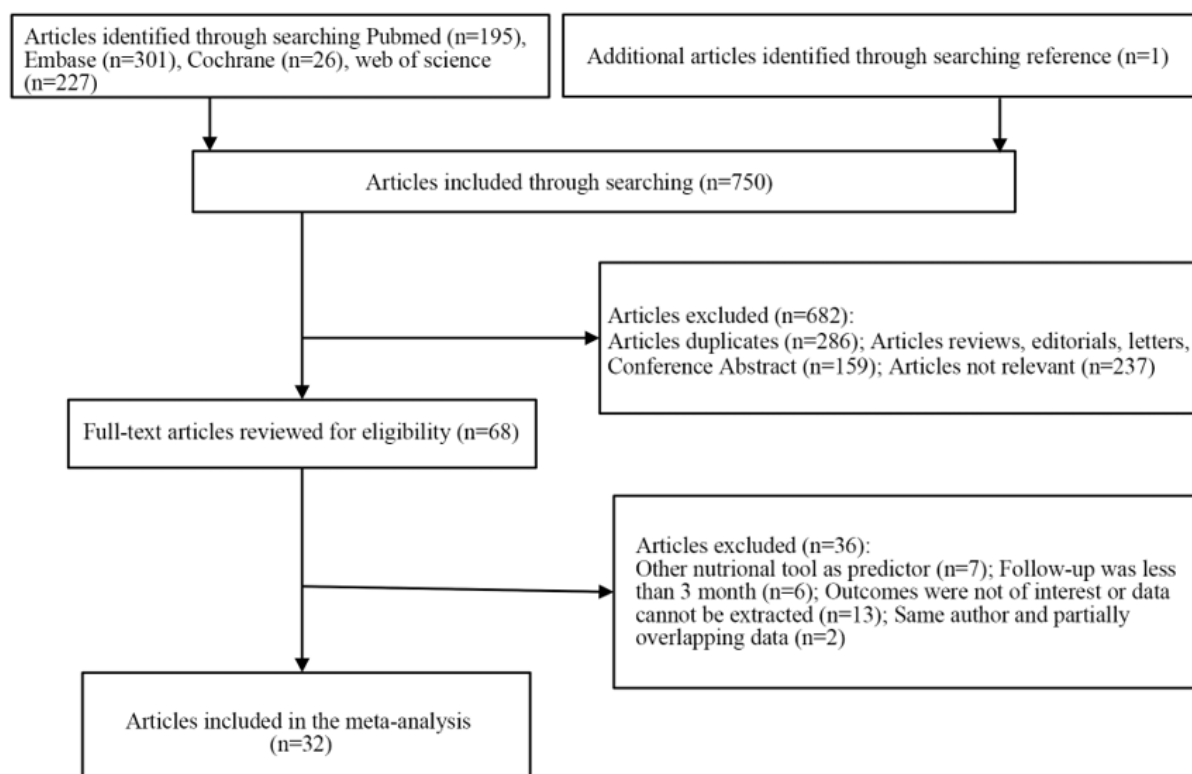 Articles identified through searching Pubmed (n=195),
Embase (n=301), Cochrane (n=26), web of science
(n=227)
Additional articles identified through searching reference (n=1)
Articles included through searching (n=750)
Articles excluded (n=682):
Articles duplicates (n=286); Articles reviews, editorials, letters,
Conference Abstract (n=159); Articles not relevant (n=237)
Full-text articles reviewed for eligibility (n=68)
Articles excluded (n=36):
Other nutrional tool as predictor (n=7); Follow-up was less
than 3 month (n=6); Outcomes were not of interest or data
cannot be extracted (n=13); Same author and partially
overlapping data (n=2)
Articles included in the meta-analysis
(n=32)